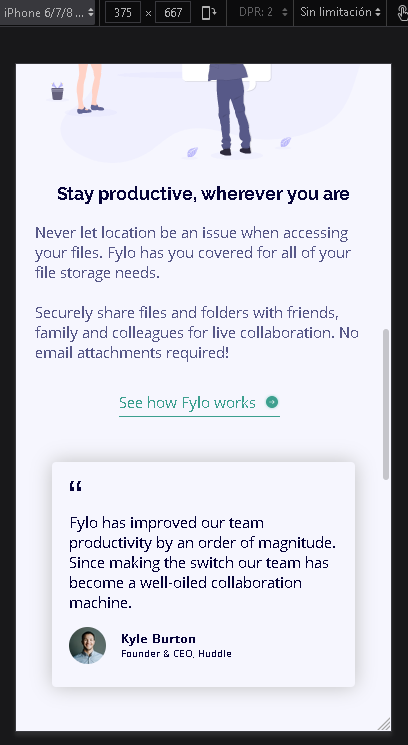 iPhone 6/7/8 ... 375 × 667 DPR: 2 Sin limitación
Stay productive, wherever you are
Never let location be an issue when accessing
your files. Fylo has you covered for all of your
file storage needs.
Securely share files and folders with friends,
family and colleagues for live collaboration. No
email attachments required!
See how Fylo works
“
Fylo has improved our team
productivity by an order of magnitude.
Since making the switch our team has
become a well-oiled collaboration
machine.
Kyle Burton
Founder & CEO, Huddle